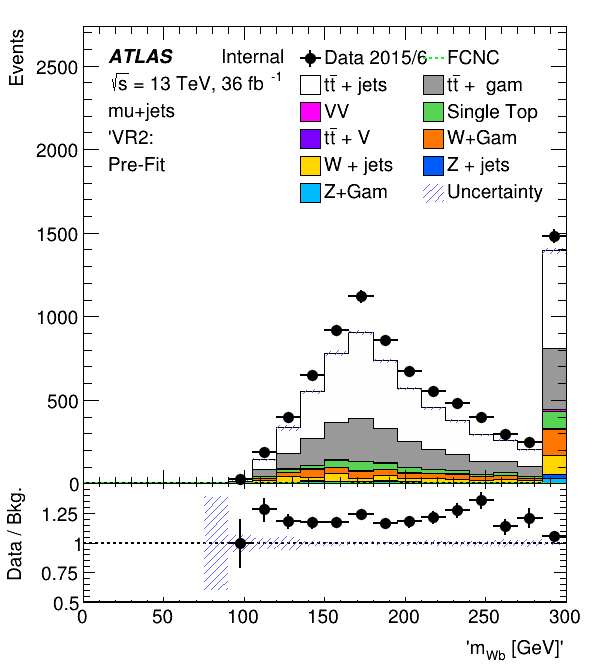 Events
2500
2000
1500
1000
500
0
ATLAS Internal
√s = 13 TeV, 36 fb⁻¹
mu+jets
'VR2:
Pre-Fit
Data 2015/6 FCNC
tt̄ + jets tt̄ + gam
VV Single Top
tt̄ + V W+Gam
W + jets Z + jets
Z+Gam Uncertainty
Data / Bkg.
1.25
1
0.75
0.5
0 50 100 150 200 250 300
'm_Wb [GeV]'